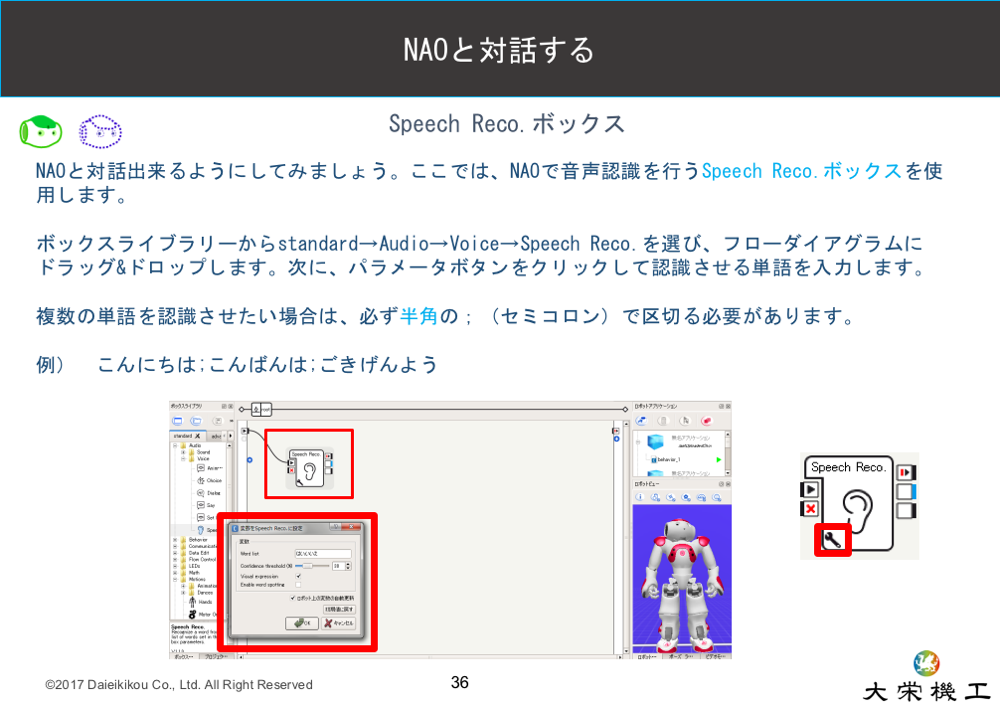 NAOと対話する
Speech Reco.ボックス
NAOと対話出来るようにしてみましょう。ここでは、NAOで音声認識を行うSpeech Reco.ボックスを使
用します。
ボックスライブラリーからstandard→Audio→Voice→Speech Reco.を選び、フローダイアグラムに
ドラッグ&ドロップします。次に、パラメータボタンをクリックして認識させる単語を入力します。
複数の単語を認識させたい場合は、必ず半角の;（セミコロン）で区切る必要があります。
例） こんにちは;こんばんは;ごきげんよう
ボックスライブラリ
standard
Audio
Sound
Voice
Choice
Say
Behavior
Data Edit
Flow Control
LEDs
Math
Motions
Hands
Speech Reco.
root
Speech Reco.
変数をSpeech Reco.に設定
変数
Word list
Confidence threshold (%)
30
Visual expression
Enable word spotting
ロボット上の変数の自動更新
初期値に戻す
OK
キャンセル
ロボットアプリケーション
behavior_1
ロボットビュー
Speech Reco.
©2017 Daieikikou Co., Ltd. All Right Reserved
36
大栄機工